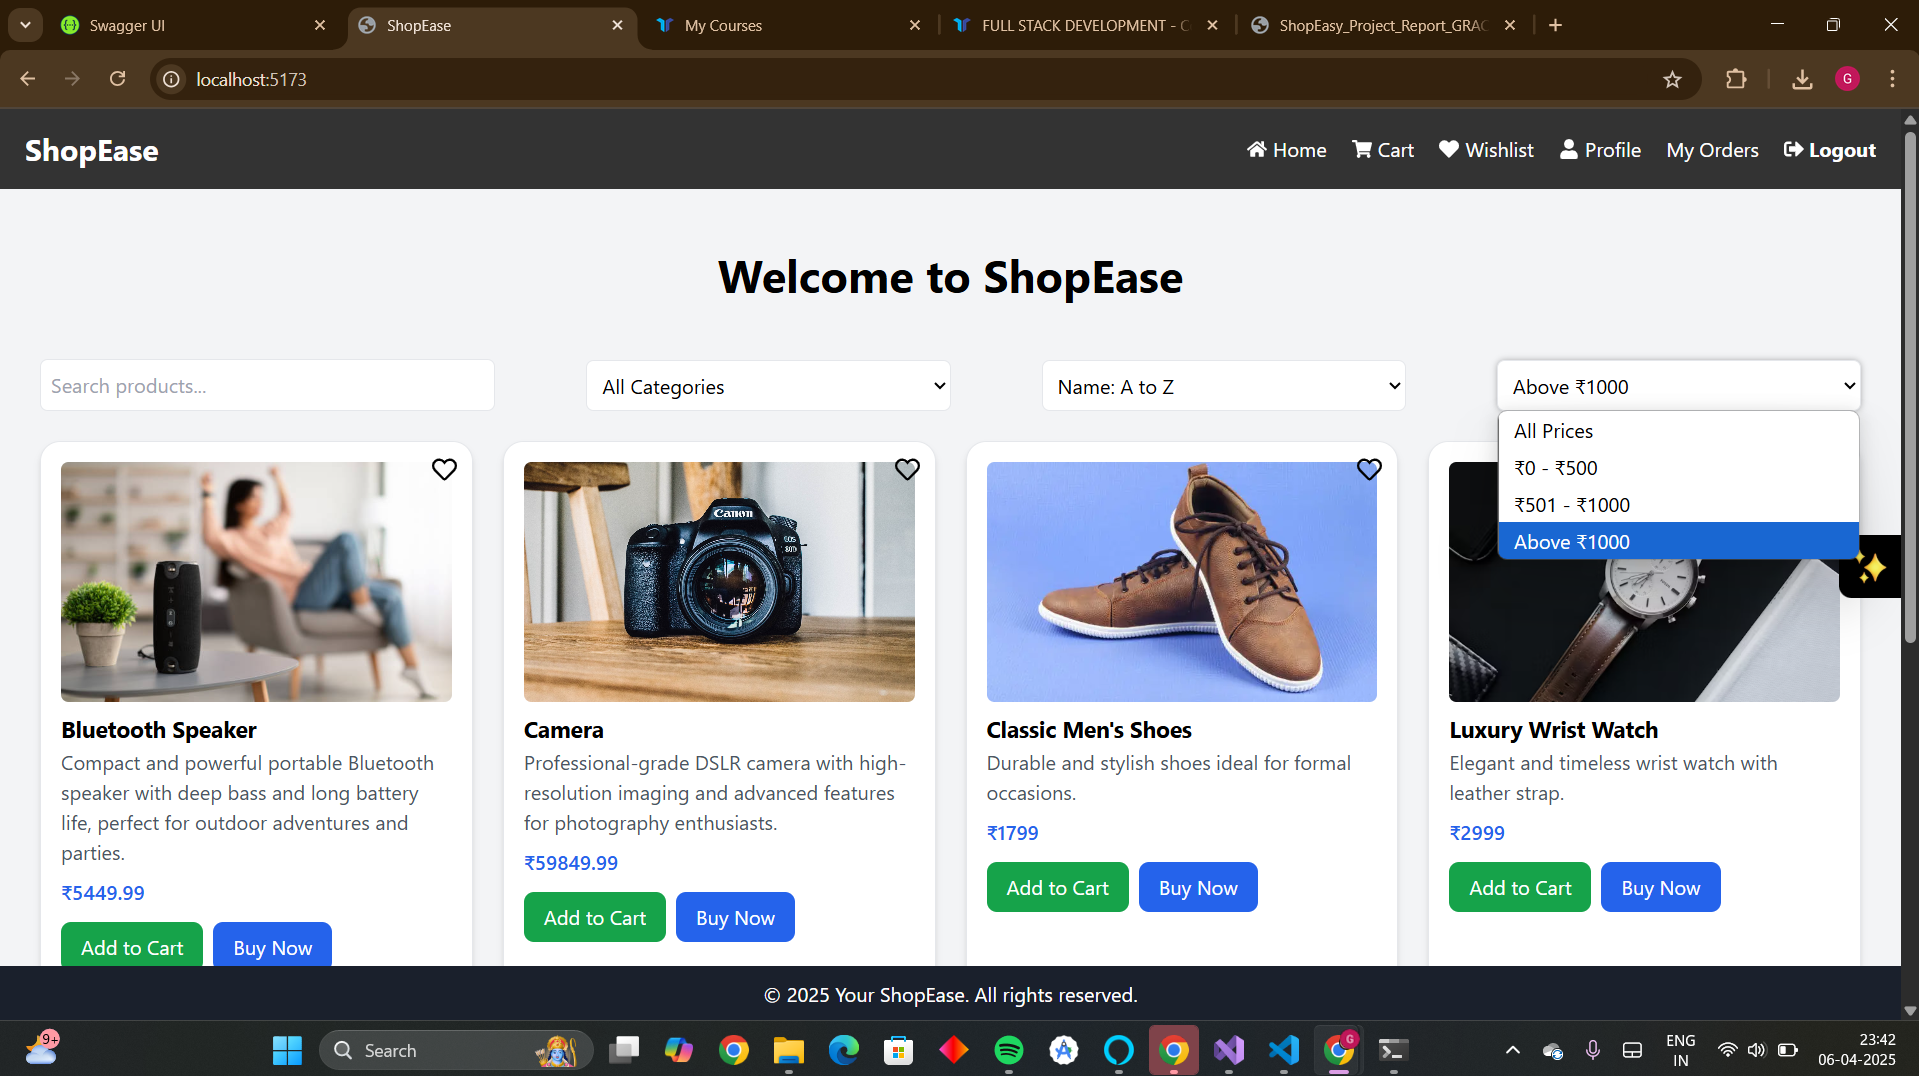 Swagger UI
ShopEase
My Courses
FULL STACK DEVELOPMENT - C
ShopEasy_Project_Report_GRAC
localhost:5173
G
ShopEase
Home
Cart
Wishlist
Profile
My Orders
Logout
Welcome to ShopEase
Search products...
All Categories
Name: A to Z
Above ₹1000
All Prices
₹0 - ₹500
₹501 - ₹1000
Above ₹1000
Canon
EOS
80D
Bluetooth Speaker
Compact and powerful portable Bluetooth
speaker with deep bass and long battery
life, perfect for outdoor adventures and
parties.
₹5449.99
Add to Cart
Buy Now
Camera
Professional-grade DSLR camera with high-
resolution imaging and advanced features
for photography enthusiasts.
₹59849.99
Add to Cart
Buy Now
Classic Men's Shoes
Durable and stylish shoes ideal for formal
occasions.
₹1799
Add to Cart
Buy Now
Luxury Wrist Watch
Elegant and timeless wrist watch with
leather strap.
₹2999
Add to Cart
Buy Now
© 2025 Your ShopEase. All rights reserved.
9+
Search
G
ENG
IN
23:42
06-04-2025